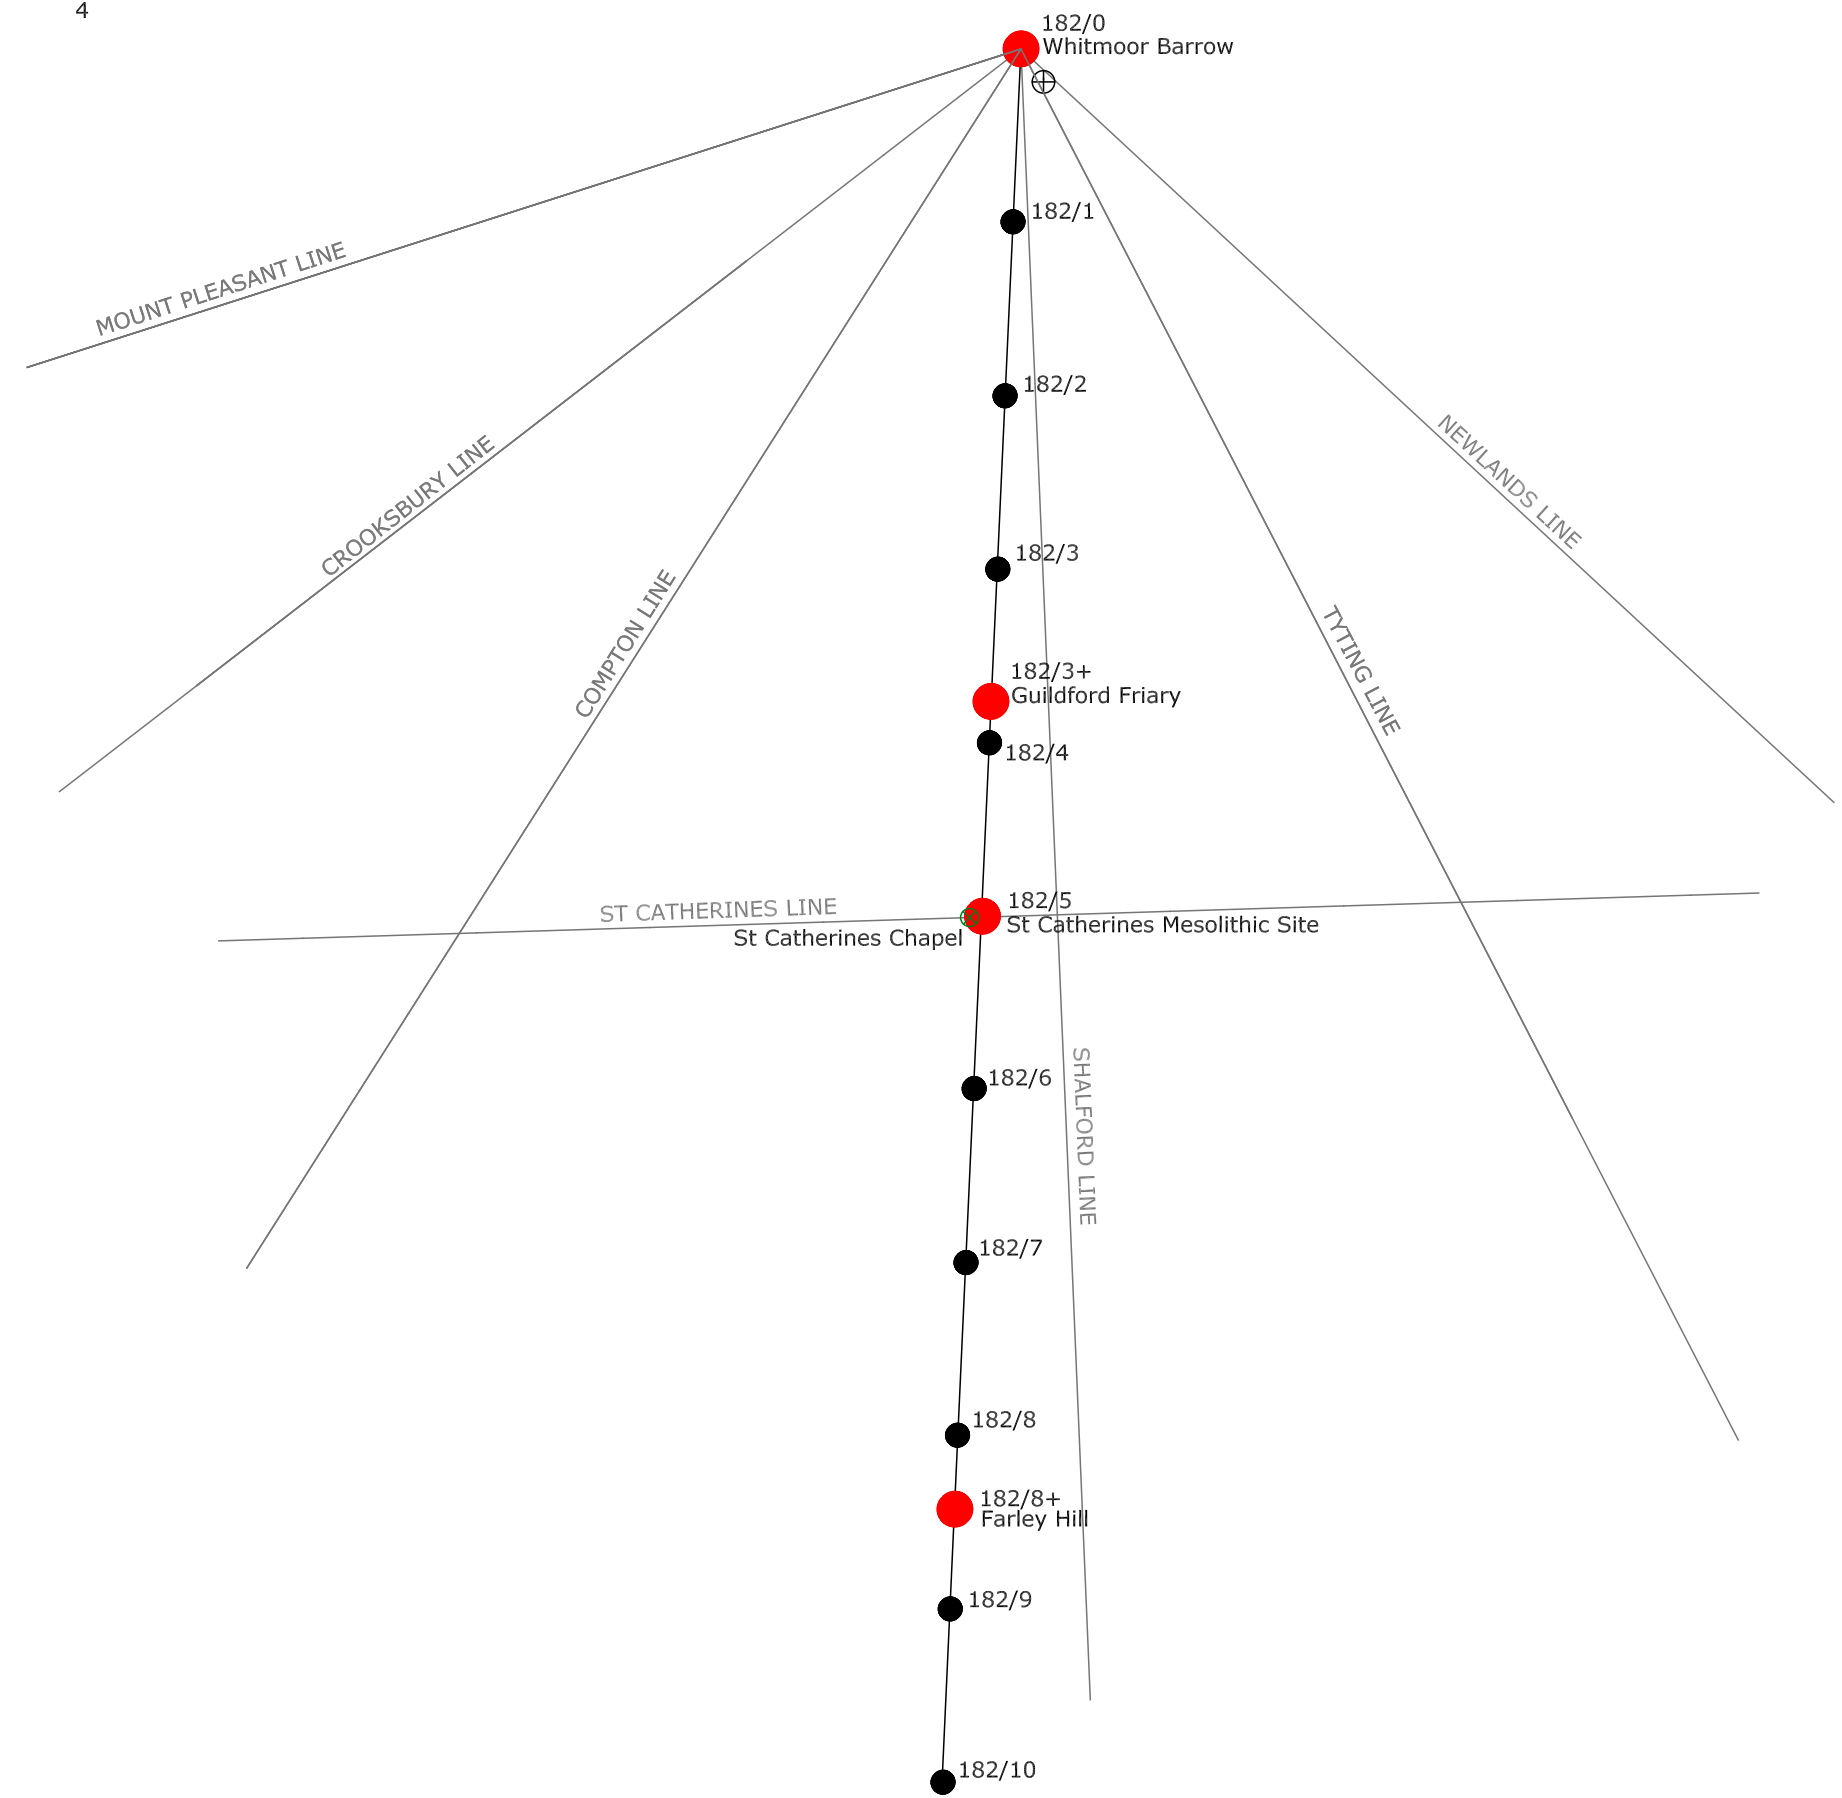 4
182/0
Whitmoor Barrow
182/1
MOUNT PLEASANT LINE
182/2
NEWLANDS LINE
CROOKSBURY LINE
182/3
COMPTON LINE
TYTING LINE
182/3+
Guildford Friary
182/4
182/5
ST CATHERINES LINE
St Catherines Mesolithic Site
St Catherines Chapel
182/6
SHALFORD LINE
182/7
182/8
182/8+
Farley Hill
182/9
182/10